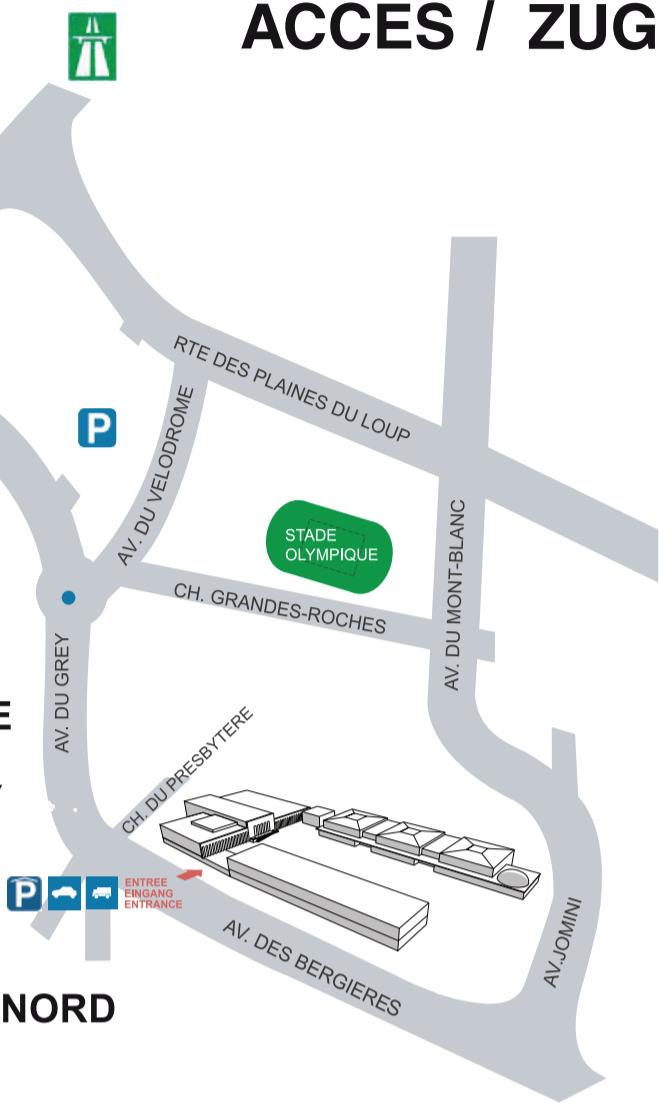 ACCES / ZUG
RTE DES PLAINES DU LOUP
P
AV. DU VELODROME
STADE
OLYMPIQUE
AV. DU MONT-BLANC
CH. GRANDES-ROCHES
AV. DU GREY
E
CH. DU PRESBYTERE
P
ENTREE
EINGANG
ENTRANCE
AV. DES BERGIERES
AV.JOMINI
NORD